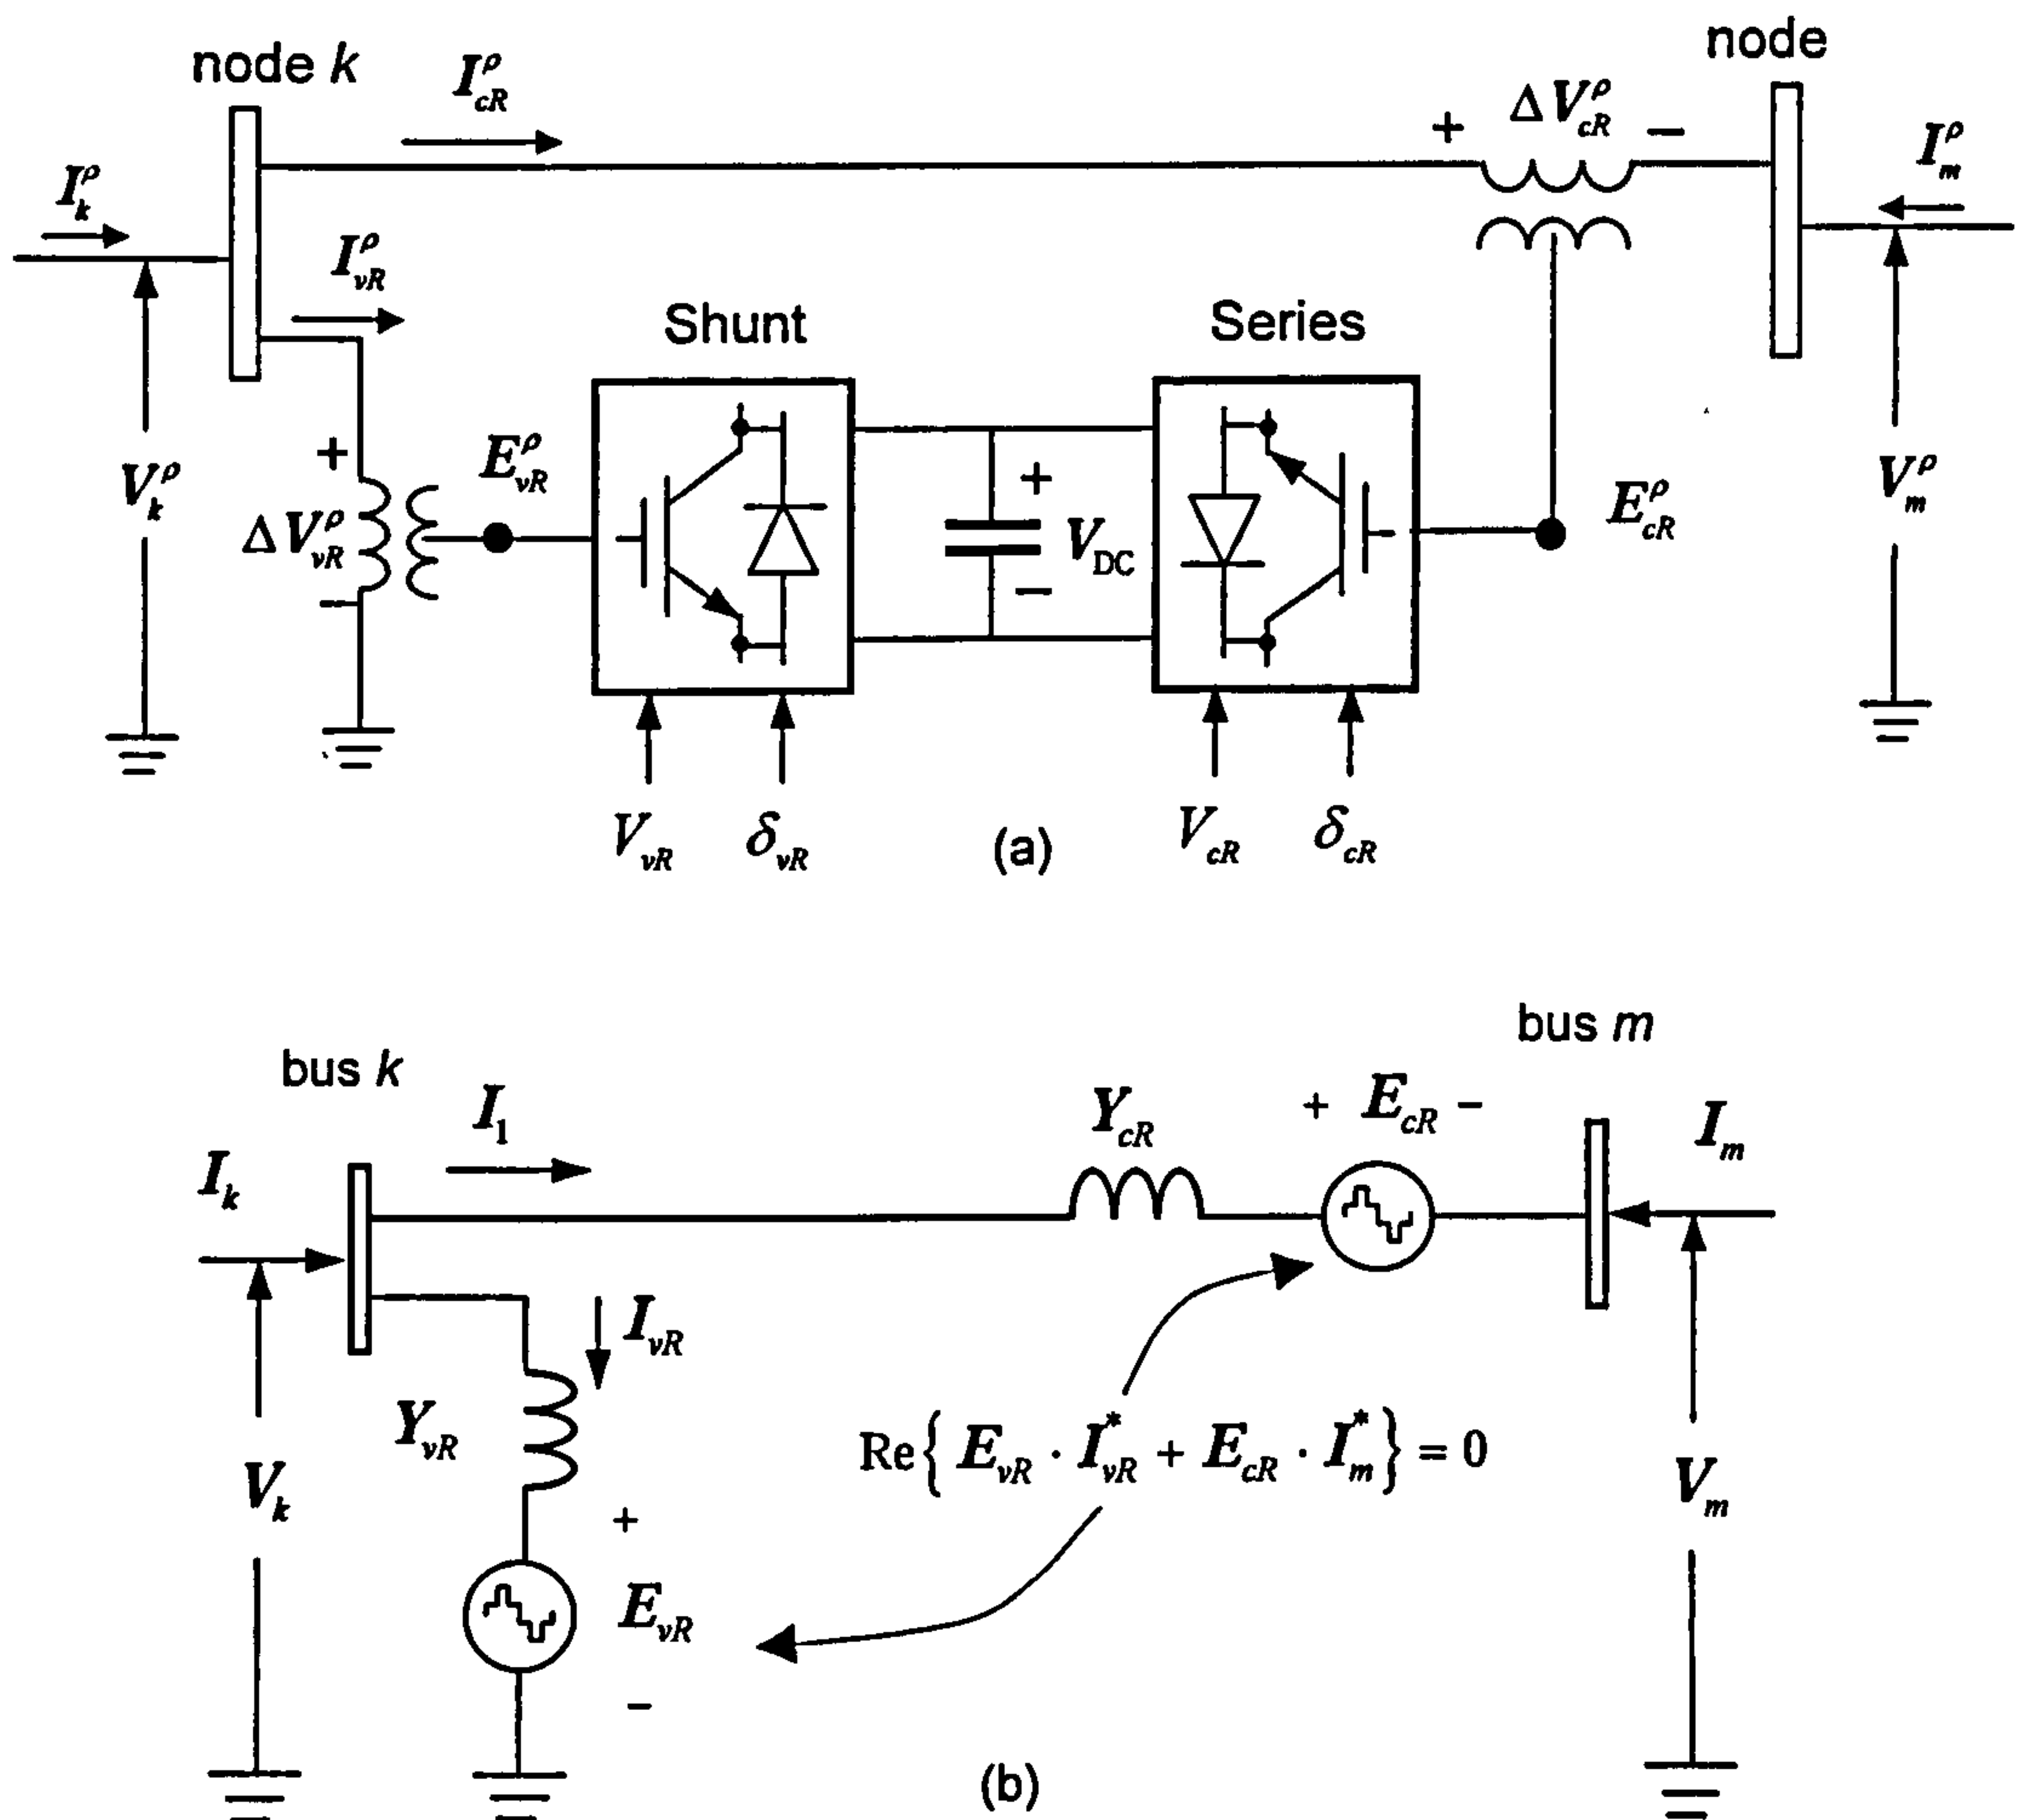 node k
I^ρ_cR
+ ΔV^ρ_cR −
node
I^ρ_k
I^ρ_vR
I^ρ_m
Shunt
Series
V^ρ_k
+
ΔV^ρ_vR
−
E^ρ_vR
+
V_DC
−
E^ρ_cR
V^ρ_m
V_vR
δ_vR
(a)
V_cR
δ_cR
bus k
bus m
I_k
I_1
Y_cR
+ E_cR −
I_m
I_vR
Y_vR
V_k
Re{ E_vR · I*_vR + E_cR · I*_m } = 0
V_m
+
E_vR
−
(b)